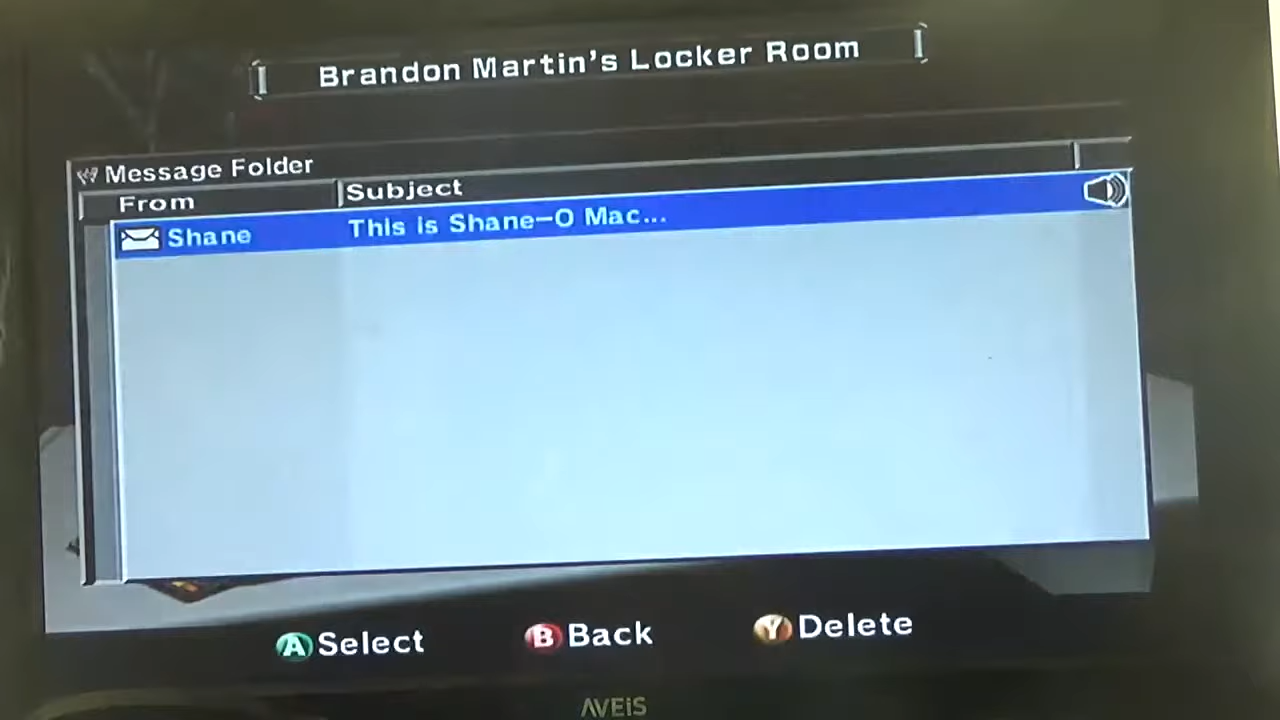 Brandon Martin's Locker Room
Message Folder
From
Subject
Shane
This is Shane-O Mac...
A Select
B Back
Y Delete
AVEIS